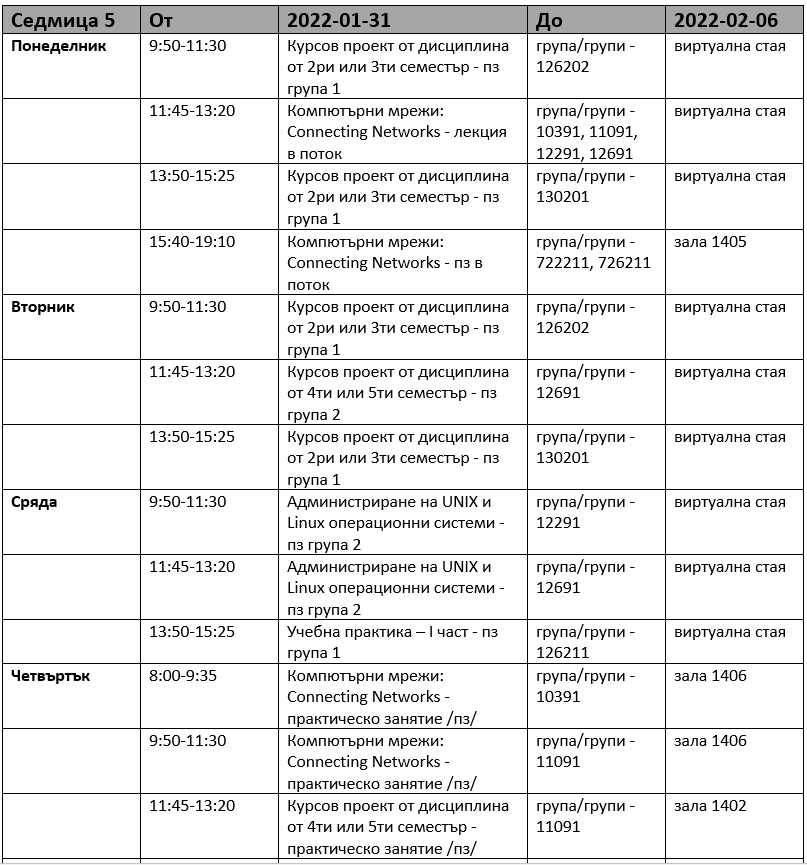 Седмица 5 От 2022-01-31 До 2022-02-06
Понеделник 9:50-11:30 Курсов проект от дисциплина група/групи - виртуална стая
от 2ри или 3ти семестър - пз 126202
група 1
11:45-13:20 Компютърни мрежи: група/групи - виртуална стая
Connecting Networks - лекция 10391, 11091,
в поток 12291, 12691
13:50-15:25 Курсов проект от дисциплина група/групи - виртуална стая
от 2ри или 3ти семестър - пз 130201
група 1
15:40-19:10 Компютърни мрежи: група/групи - зала 1405
Connecting Networks - пз в 722211, 726211
поток
Вторник 9:50-11:30 Курсов проект от дисциплина група/групи - виртуална стая
от 2ри или 3ти семестър - пз 126202
група 1
11:45-13:20 Курсов проект от дисциплина група/групи - виртуална стая
от 4ти или 5ти семестър - пз 12691
група 2
13:50-15:25 Курсов проект от дисциплина група/групи - виртуална стая
от 2ри или 3ти семестър - пз 130201
група 1
Сряда 9:50-11:30 Администриране на UNIX и група/групи - виртуална стая
Linux операционни системи - 12291
пз група 2
11:45-13:20 Администриране на UNIX и група/групи - виртуална стая
Linux операционни системи - 12691
пз група 2
13:50-15:25 Учебна практика – I част - пз група/групи - виртуална стая
група 1 126211
Четвъртък 8:00-9:35 Компютърни мрежи: група/групи - зала 1406
Connecting Networks - 10391
практическо занятие /пз/
9:50-11:30 Компютърни мрежи: група/групи - зала 1406
Connecting Networks - 11091
практическо занятие /пз/
11:45-13:20 Курсов проект от дисциплина група/групи - зала 1402
от 4ти или 5ти семестър - 11091
практическо занятие /пз/